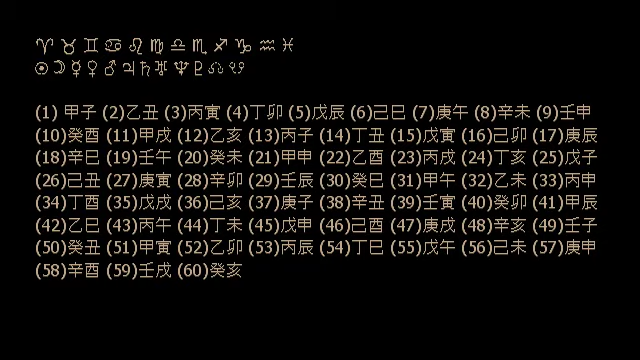 ♈ ♉ ♊ ♋ ♌ ♍ ♎ ♏ ♐ ♑ ♒ ♓
☉☽☿♀♂♃♄♅♆♇☊☋
(1) 甲子 (2)乙丑 (3)丙寅 (4)丁卯 (5)戊辰 (6)己巳 (7)庚午 (8)辛未 (9)壬申
(10)癸酉 (11)甲戌 (12)乙亥 (13)丙子 (14)丁丑 (15)戊寅 (16)己卯 (17)庚辰
(18)辛巳 (19)壬午 (20)癸未 (21)甲申 (22)乙酉 (23)丙戌 (24)丁亥 (25)戊子
(26)己丑 (27)庚寅 (28)辛卯 (29)壬辰 (30)癸巳 (31)甲午 (32)乙未 (33)丙申
(34)丁酉 (35)戊戌 (36)己亥 (37)庚子 (38)辛丑 (39)壬寅 (40)癸卯 (41)甲辰
(42)乙巳 (43)丙午 (44)丁未 (45)戊申 (46)己酉 (47)庚戌 (48)辛亥 (49)壬子
(50)癸丑 (51)甲寅 (52)乙卯 (53)丙辰 (54)丁巳 (55)戊午 (56)己未 (57)庚申
(58)辛酉 (59)壬戌 (60)癸亥